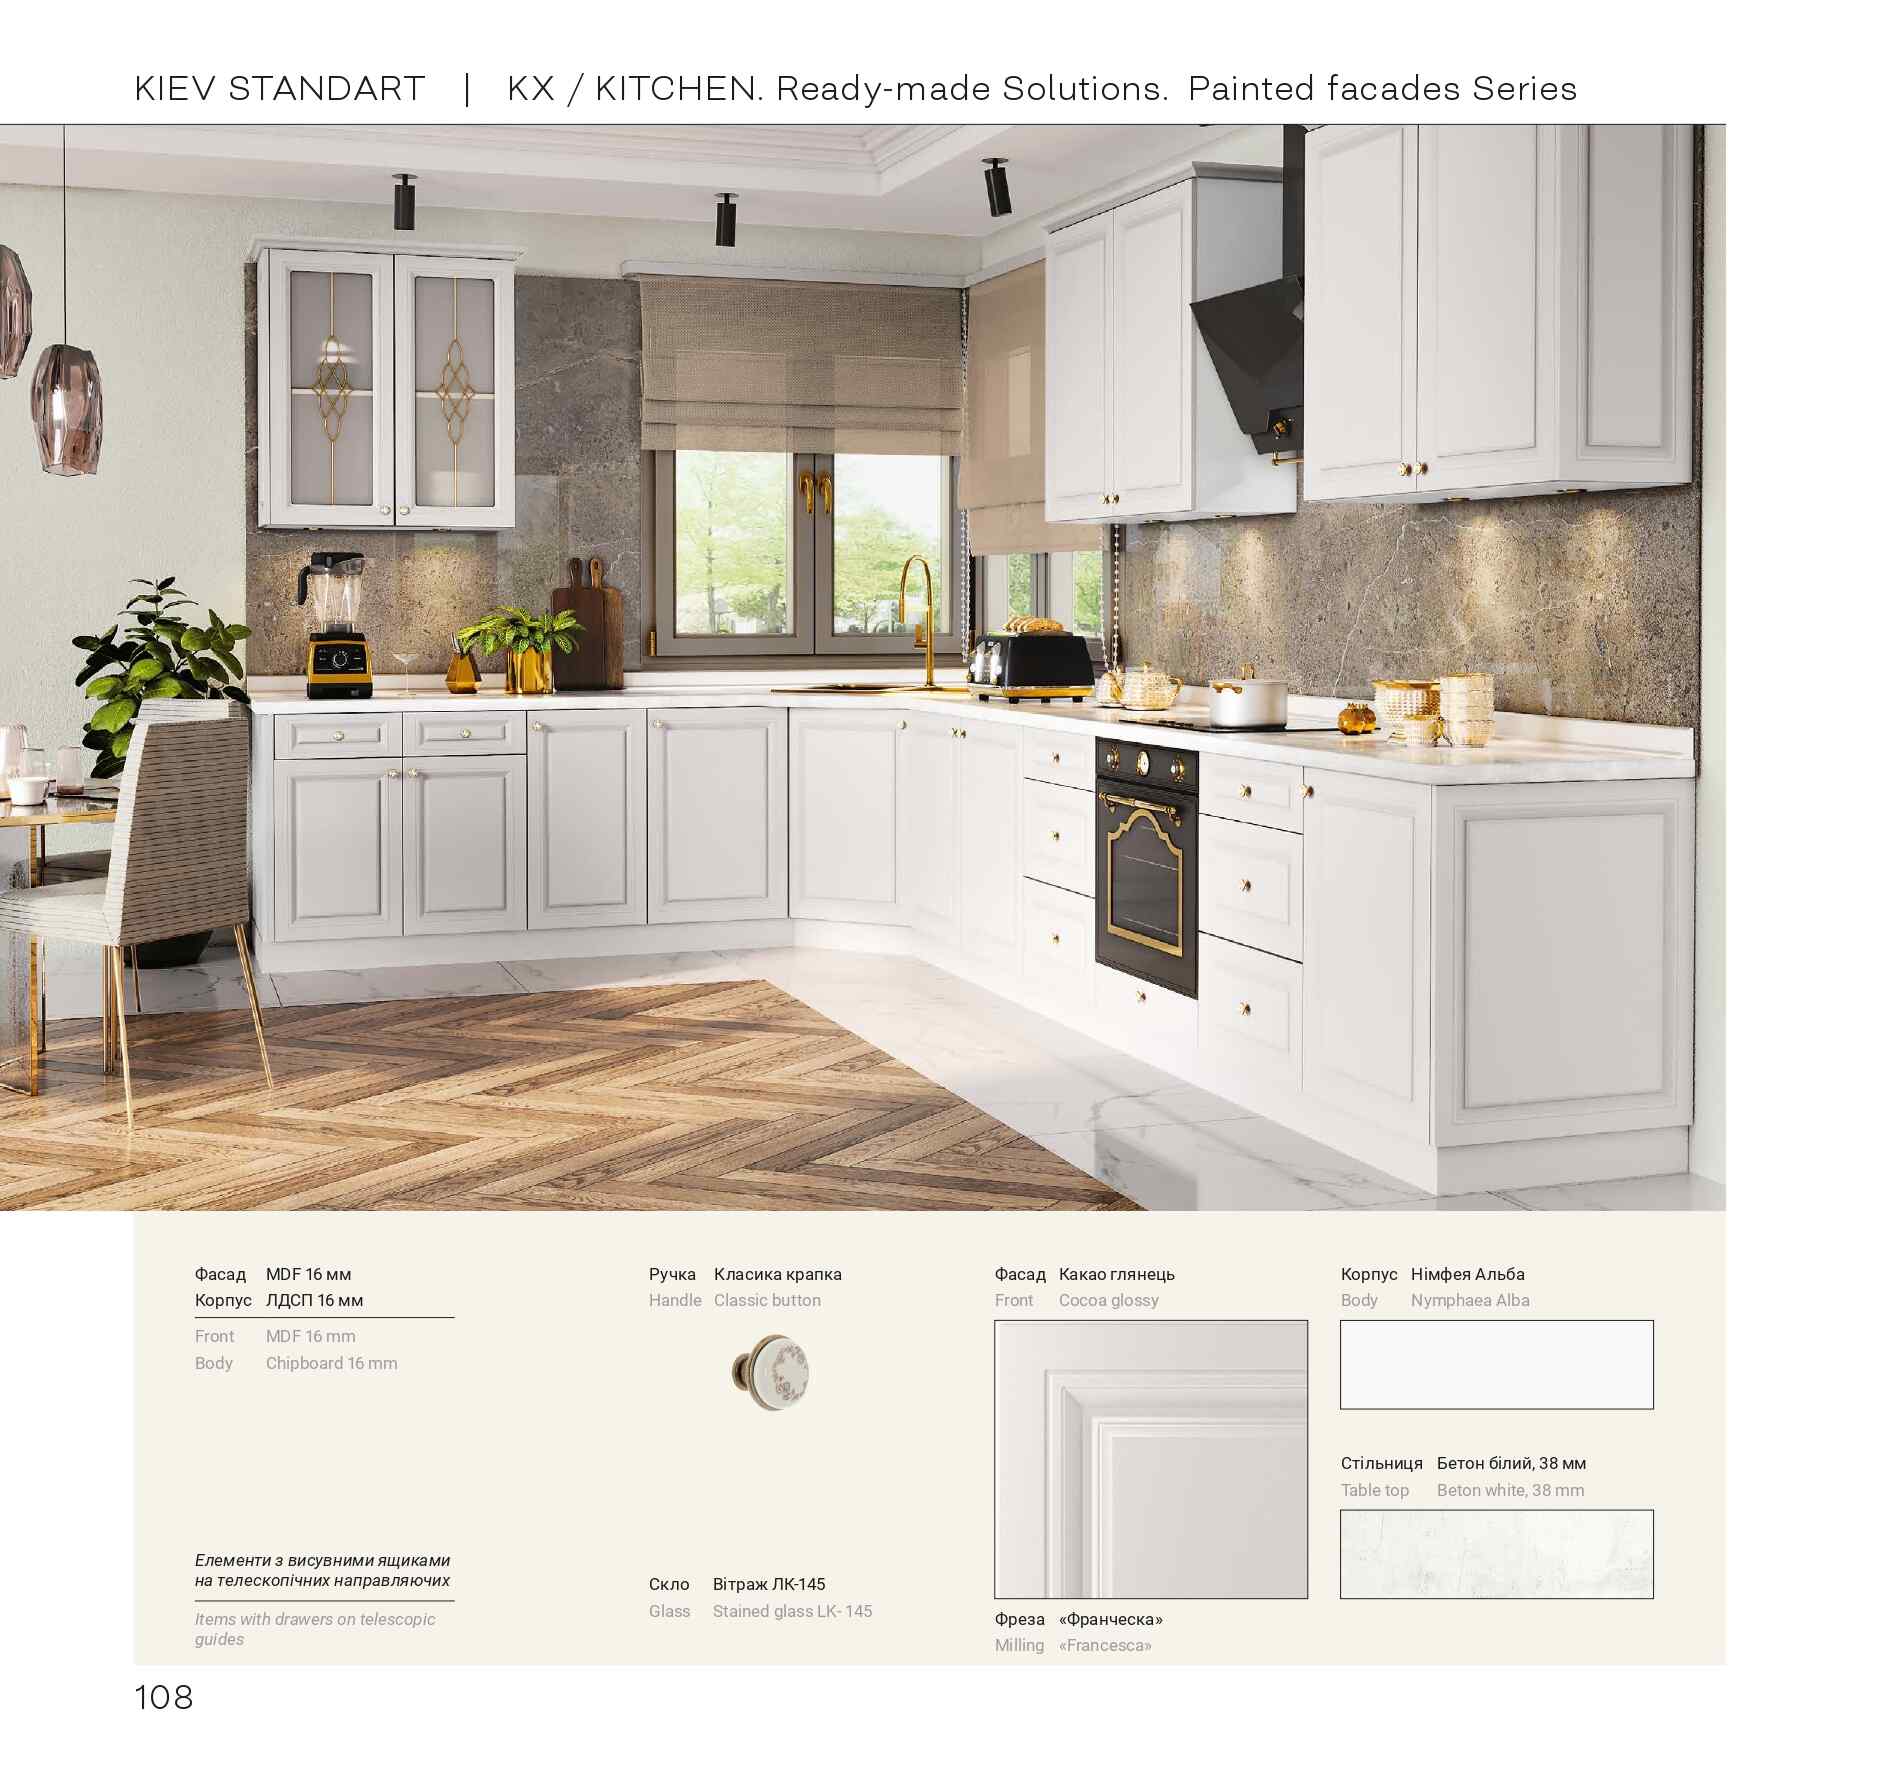 KIEV STANDART | KX / KITCHEN. Ready-made Solutions. Painted facades Series
Фасад MDF 16 мм
Корпус ЛДСП 16 мм
Front MDF 16 mm
Body Chipboard 16 mm
Елементи з висувними ящиками
на телескопічних направляючих
Items with drawers on telescopic
guides
Ручка Класика крапка
Handle Classic button
Скло Вітраж ЛК-145
Glass Stained glass LK- 145
Фасад Какао глянець
Front Cocoa glossy
Фреза «Франческа»
Milling «Francesca»
Корпус Німфея Альба
Body Nymphaea Alba
Стільниця Бетон білий, 38 мм
Table top Beton white, 38 mm
108